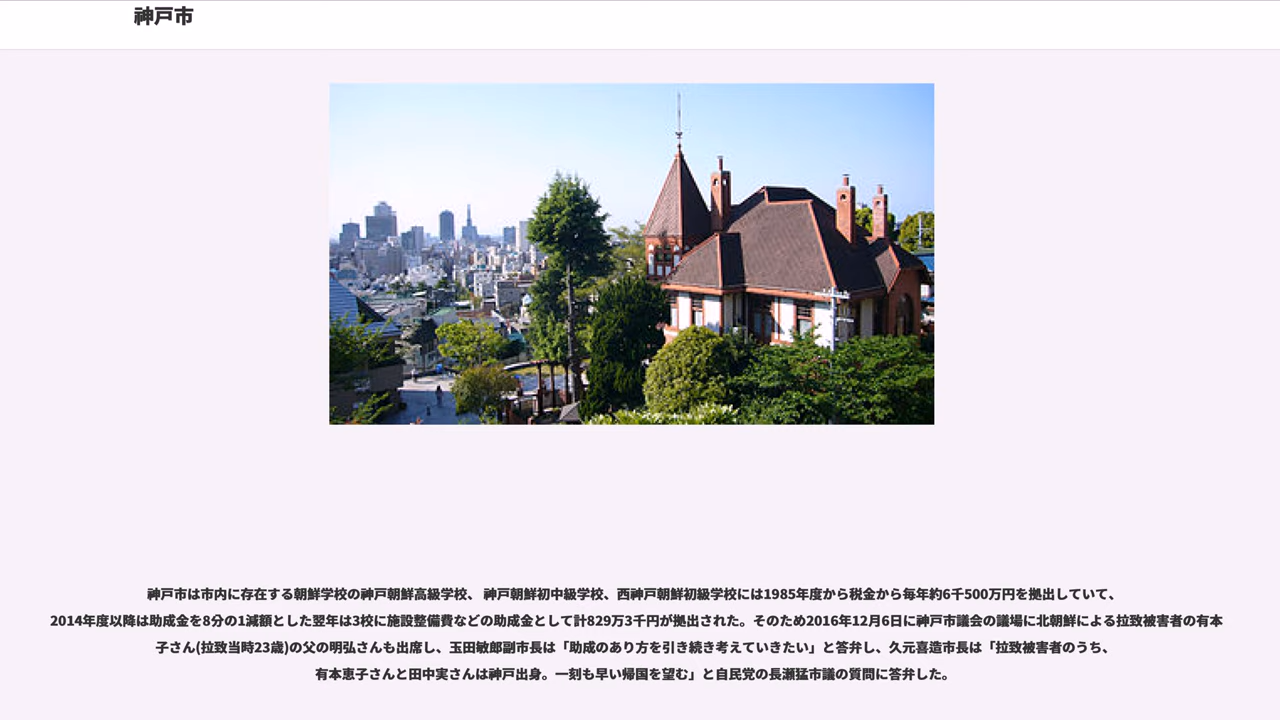 神戸市
神戸市は市内に存在する朝鮮学校の神戸朝鮮高級学校、 神戸朝鮮初中級学校、西神戸朝鮮初級学校には1985年度から税金から毎年約6千500万円を拠出していて、
2014年度以降は助成金を8分の1減額とした翌年は3校に施設整備費などの助成金として計829万3千円が拠出された。そのため2016年12月6日に神戸市議会の議場に北朝鮮による拉致被害者の有本
子さん(拉致当時23歳)の父の明弘さんも出席し、玉田敏郎副市長は「助成のあり方を引き続き考えていきたい」と答弁し、久元喜造市長は「拉致被害者のうち、
有本恵子さんと田中実さんは神戸出身。一刻も早い帰国を望む」と自民党の長瀬猛市議の質問に答弁した。